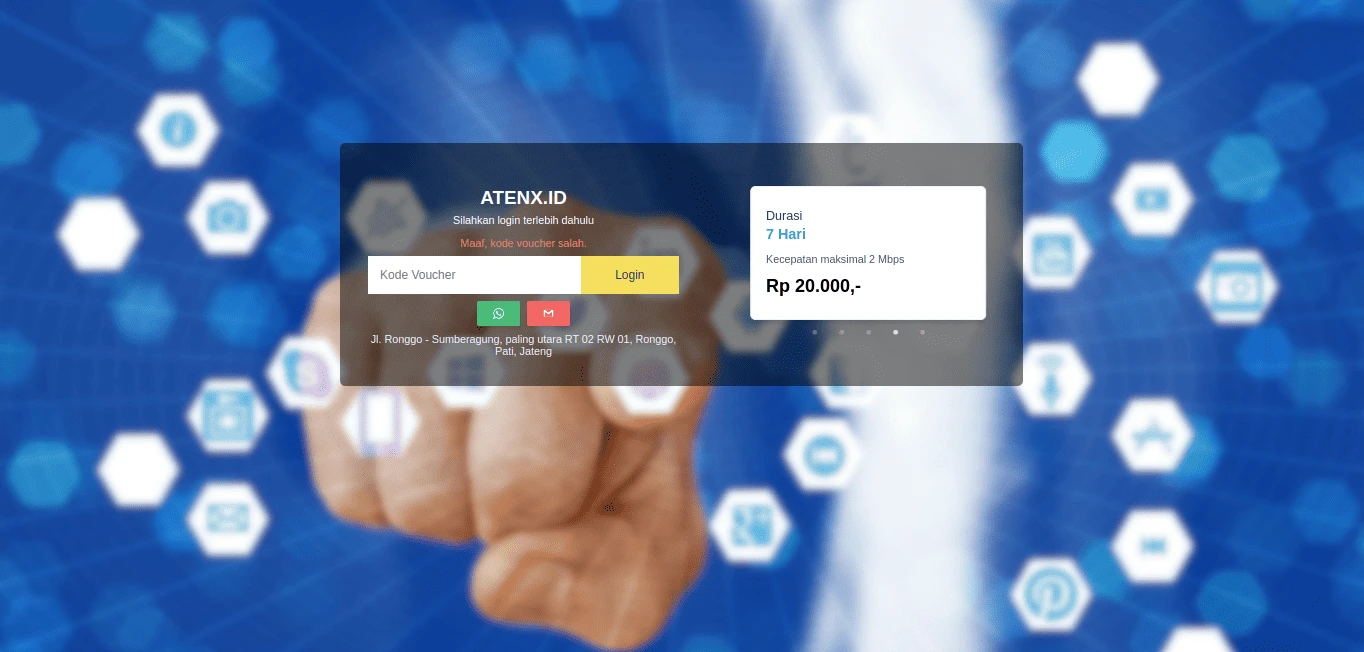 ATENX.ID
Silahkan login terlebih dahulu
Maaf, kode voucher salah.
Kode Voucher
Login
Jl. Ronggo - Sumberagung, paling utara RT 02 RW 01, Ronggo,
Pati, Jateng
Durasi
7 Hari
Kecepatan maksimal 2 Mbps
Rp 20.000,-